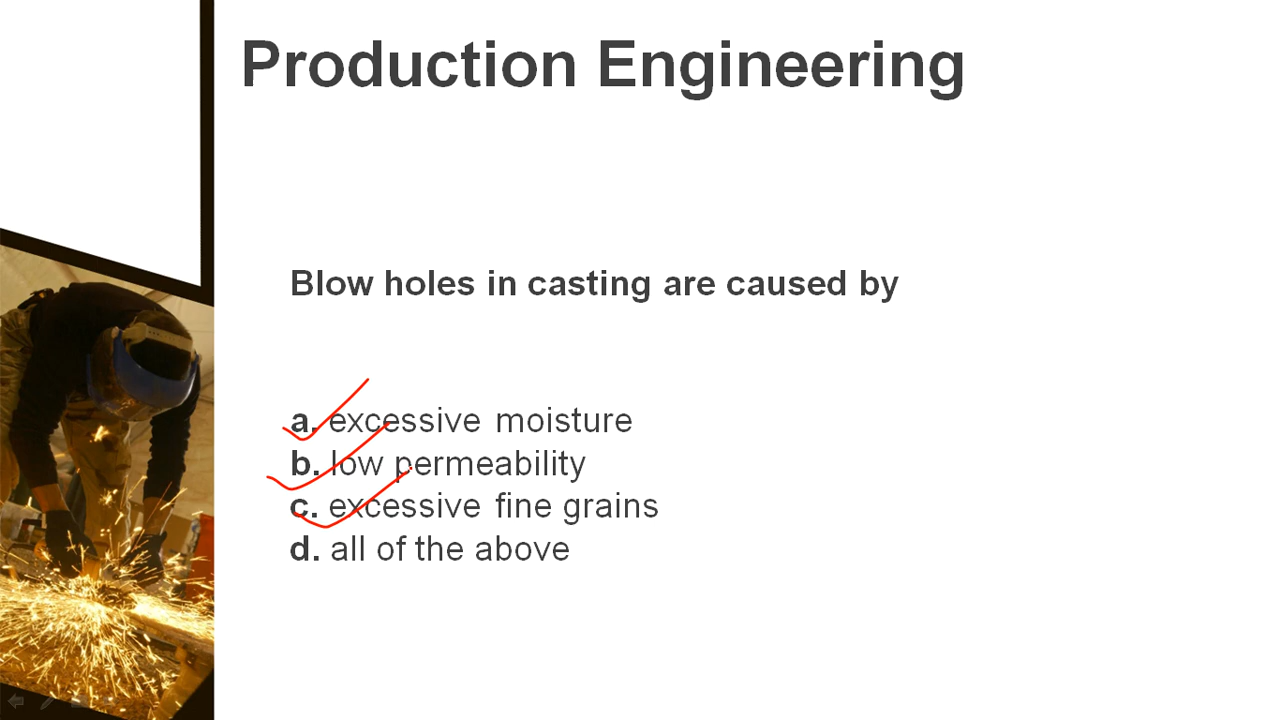 Production Engineering
Blow holes in casting are caused by
a. excessive moisture
b. low permeability
c. excessive fine grains
d. all of the above